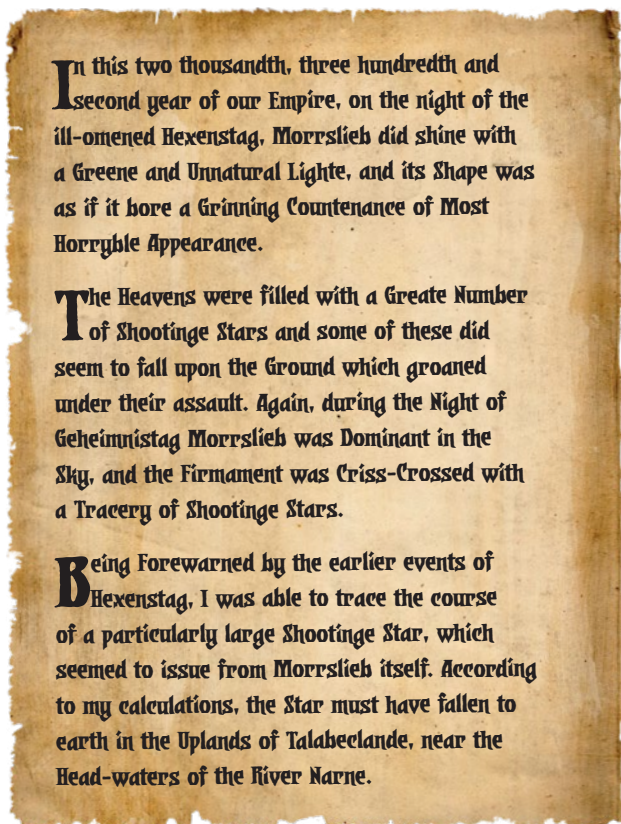 In this two thousandth, three hundredth and
second year of our Empire, on the night of the
ill-omened Hexenstag, Morrslieb did shine with
a Greene and Unnatural Lighte, and its Shape was
as if it bore a Grinning Countenance of Most
Horryble Appearance.
The Heavens were filled with a Greate Number
of Shootinge Stars and some of these did
seem to fall upon the Ground which groaned
under their assault. Again, during the Night of
Geheimnistag Morrslieb was Dominant in the
Sky, and the Firmament was Criss-Crossed with
a Tracery of Shootinge Stars.
Being Forewarned by the earlier events of
Hexenstag, I was able to trace the course
of a particularly large Shootinge Star, which
seemed to issue from Morrslieb itself. According
to my calculations, the Star must have fallen to
earth in the Uplands of Talabeclande, near the
Head-waters of the River Narne.